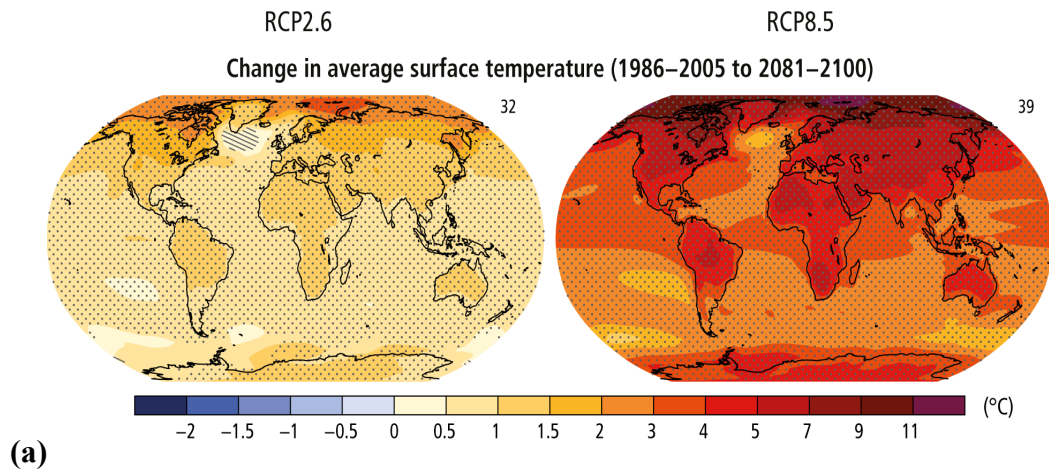 RCP2.6 RCP8.5
Change in average surface temperature (1986–2005 to 2081–2100)
32 39
−2 −1.5 −1 −0.5 0 0.5 1 1.5 2 3 4 5 7 9 11 (°C)
(a)